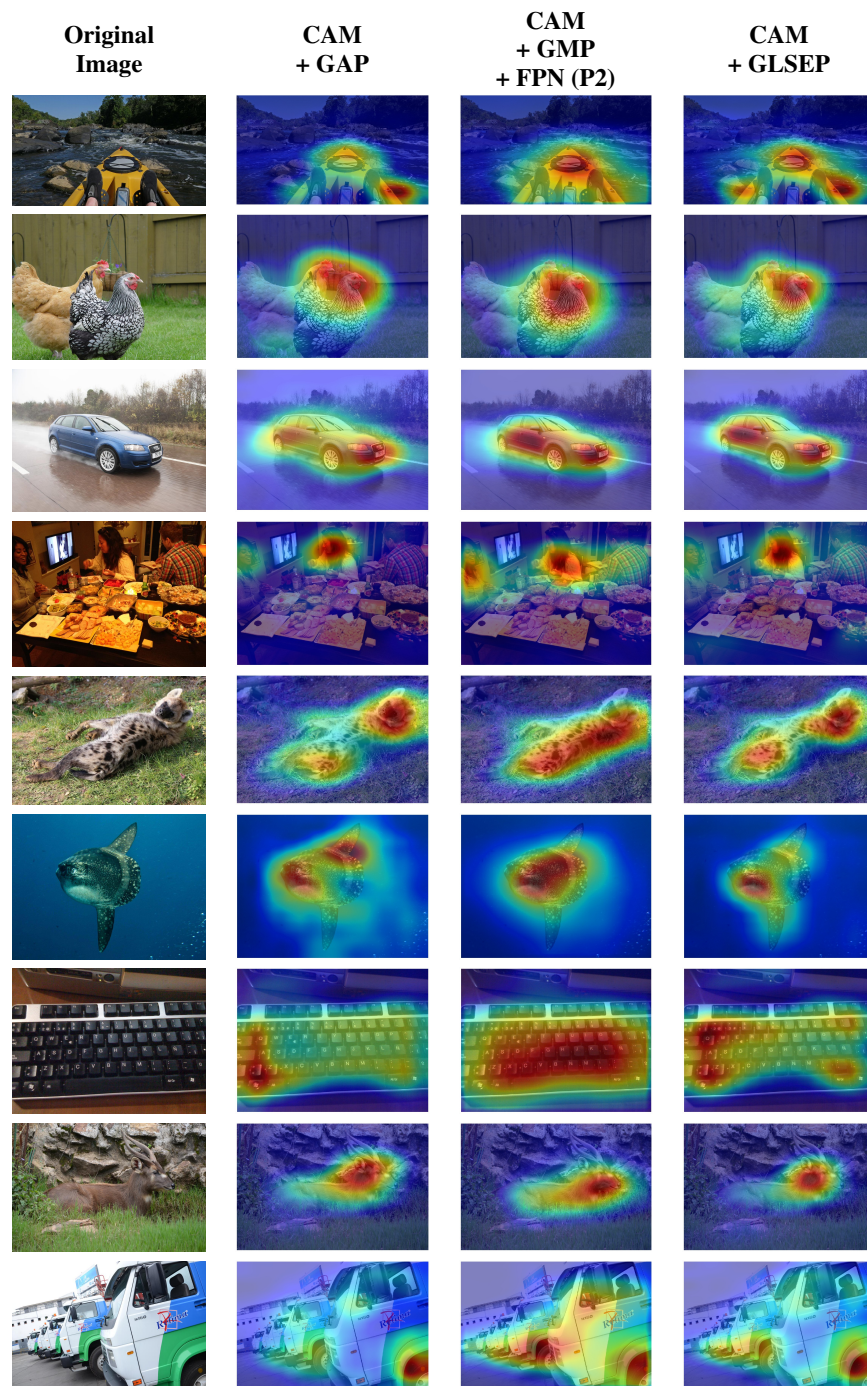 Original
Image
CAM
+ GAP
CAM
+ GMP
+ FPN (P2)
CAM
+ GLSEP